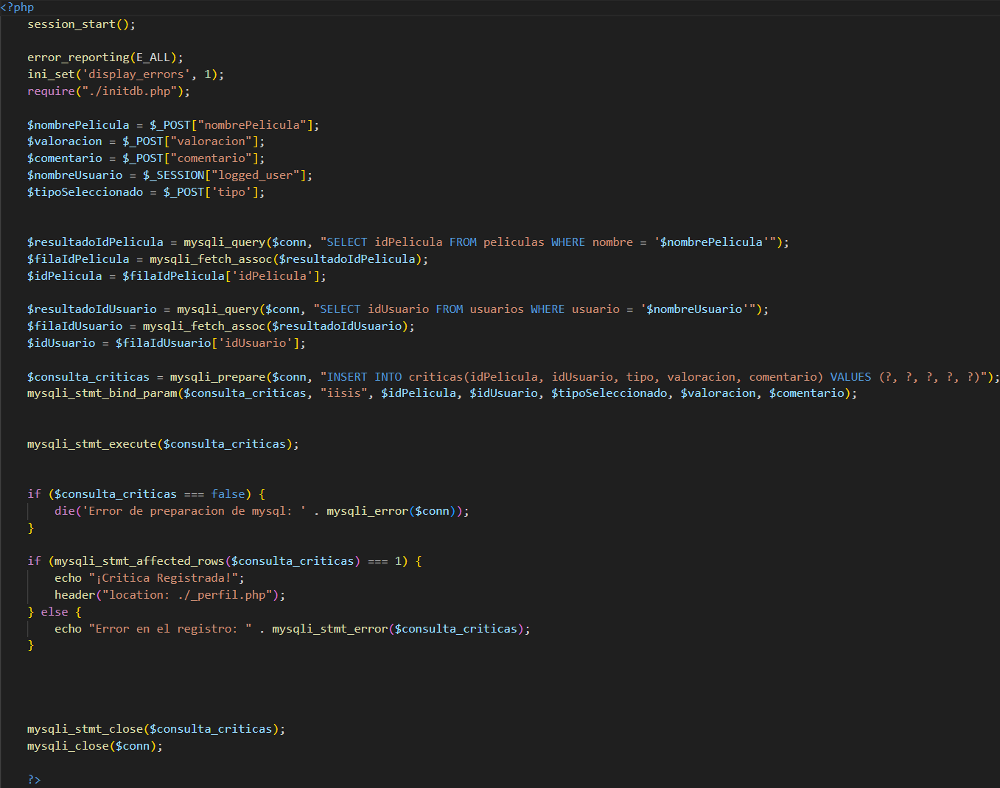 <?php
session_start();
error_reporting(E_ALL);
ini_set('display_errors', 1);
require("./initdb.php");
$nombrePelicula = $_POST["nombrePelicula"];
$valoracion = $_POST["valoracion"];
$comentario = $_POST["comentario"];
$nombreUsuario = $_SESSION["logged_user"];
$tipoSeleccionado = $_POST['tipo'];
$resultadoIdPelicula = mysqli_query($conn, "SELECT idPelicula FROM peliculas WHERE nombre = '$nombrePelicula'");
$filaIdPelicula = mysqli_fetch_assoc($resultadoIdPelicula);
$idPelicula = $filaIdPelicula['idPelicula'];
$resultadoIdUsuario = mysqli_query($conn, "SELECT idUsuario FROM usuarios WHERE usuario = '$nombreUsuario'");
$filaIdUsuario = mysqli_fetch_assoc($resultadoIdUsuario);
$idUsuario = $filaIdUsuario['idUsuario'];
$consulta_criticas = mysqli_prepare($conn, "INSERT INTO criticas(idPelicula, idUsuario, tipo, valoracion, comentario) VALUES (?, ?, ?, ?, ?)");
mysqli_stmt_bind_param($consulta_criticas, "iisis", $idPelicula, $idUsuario, $tipoSeleccionado, $valoracion, $comentario);
mysqli_stmt_execute($consulta_criticas);
if ($consulta_criticas === false) {
die('Error de preparacion de mysql: ' . mysqli_error($conn));
}
if (mysqli_stmt_affected_rows($consulta_criticas) === 1) {
echo "¡Critica Registrada!";
header("location: ./_perfil.php");
} else {
echo "Error en el registro: " . mysqli_stmt_error($consulta_criticas);
}
mysqli_stmt_close($consulta_criticas);
mysqli_close($conn);
?>